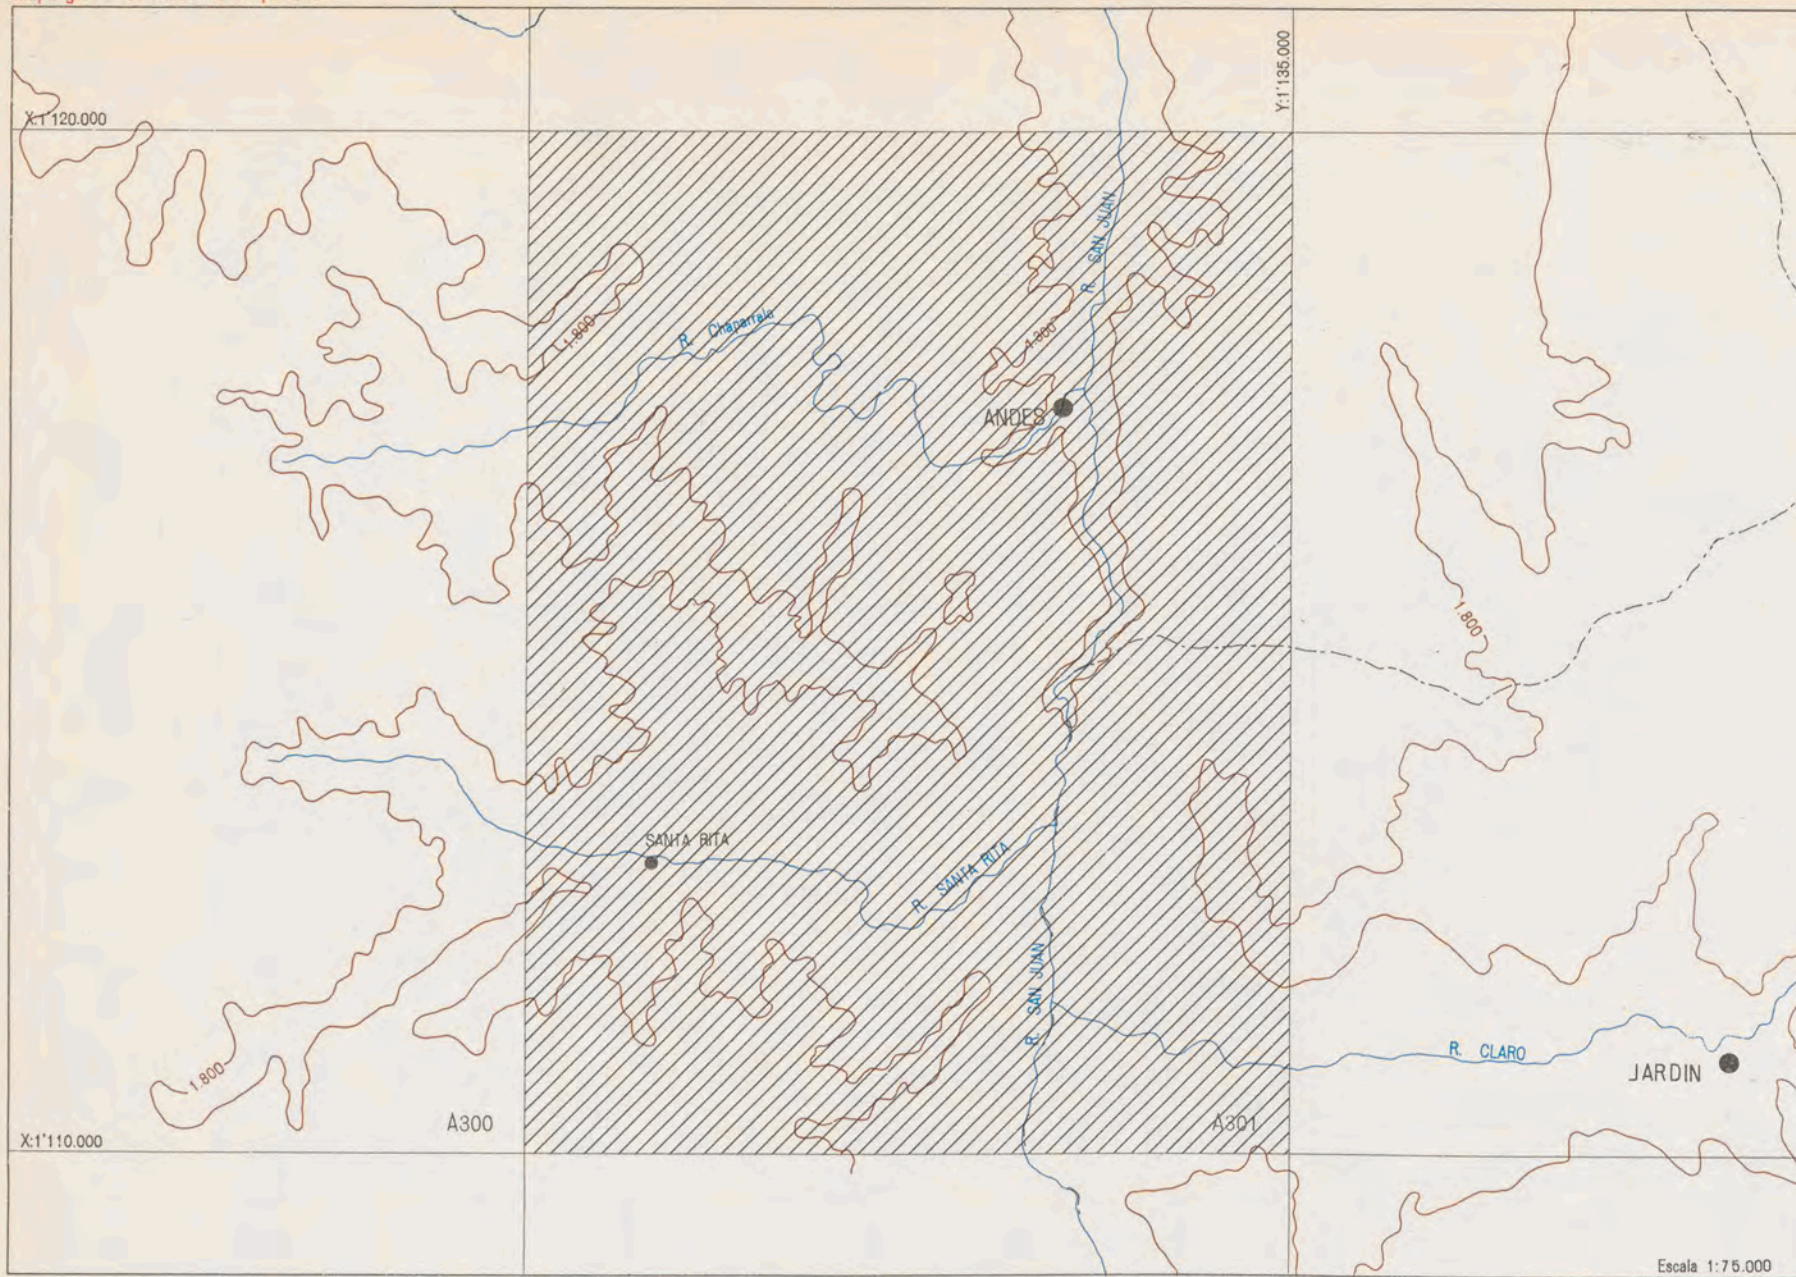 X:1'120.000
Y:1'135.000
R. SAN JUAN
R. Chaparrala
1.800
1.300
ANDES
1.800
SANTA RITA
R. SANTA RITA
R. SAN JUAN
R. CLARO
JARDIN
1.800
A300
A301
X:1'110.000
Escala 1:75.000